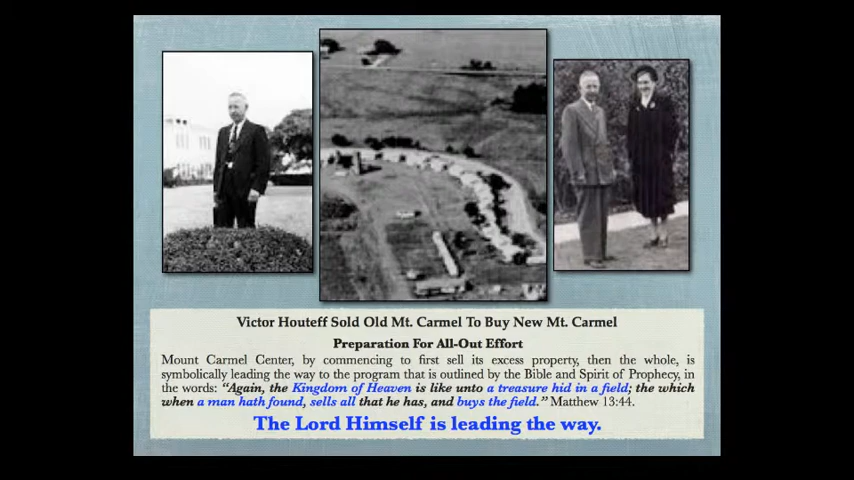 Victor Houteff Sold Old Mt. Carmel To Buy New Mt. Carmel
Preparation For All-Out Effort
Mount Carmel Center, by commencing to first sell its excess property, then the whole, is
symbolically leading the way to the program that is outlined by the Bible and Spirit of Prophecy, in
the words: “Again, the Kingdom of Heaven is like unto a treasure hid in a field; the which
when a man hath found, sells all that he has, and buys the field.” Matthew 13:44.
The Lord Himself is leading the way.